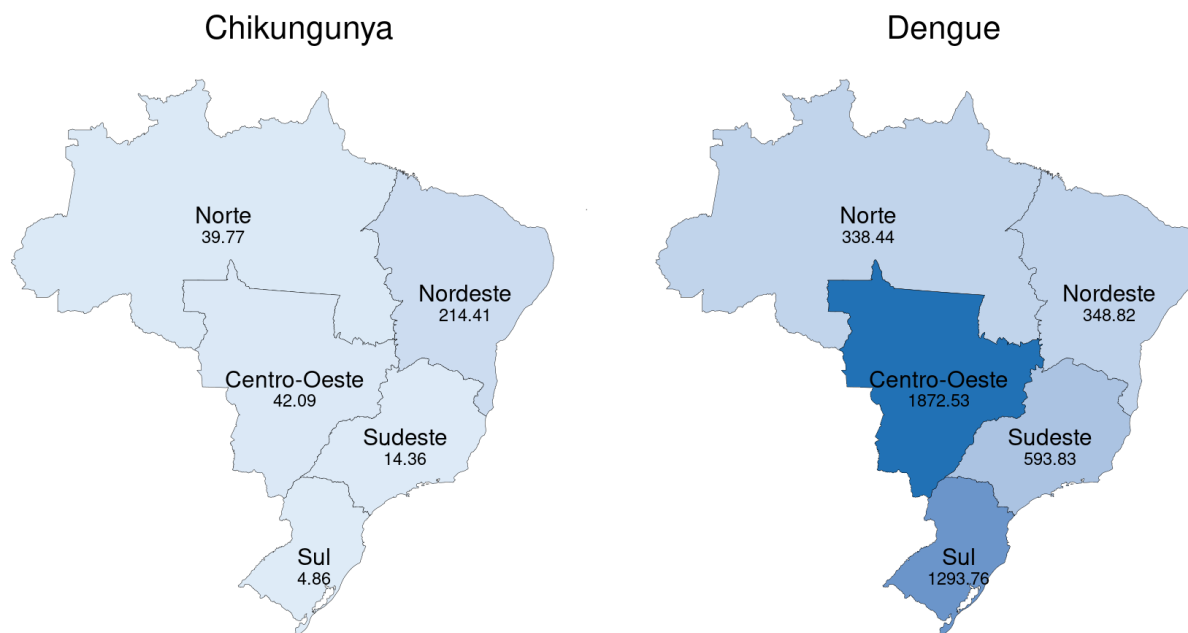 Chikungunya
Norte
39.77
Nordeste
214.41
Centro-Oeste
42.09
Sudeste
14.36
Sul
4.86
Dengue
Norte
338.44
Nordeste
348.82
Centro-Oeste
1872.53
Sudeste
593.83
Sul
1293.76